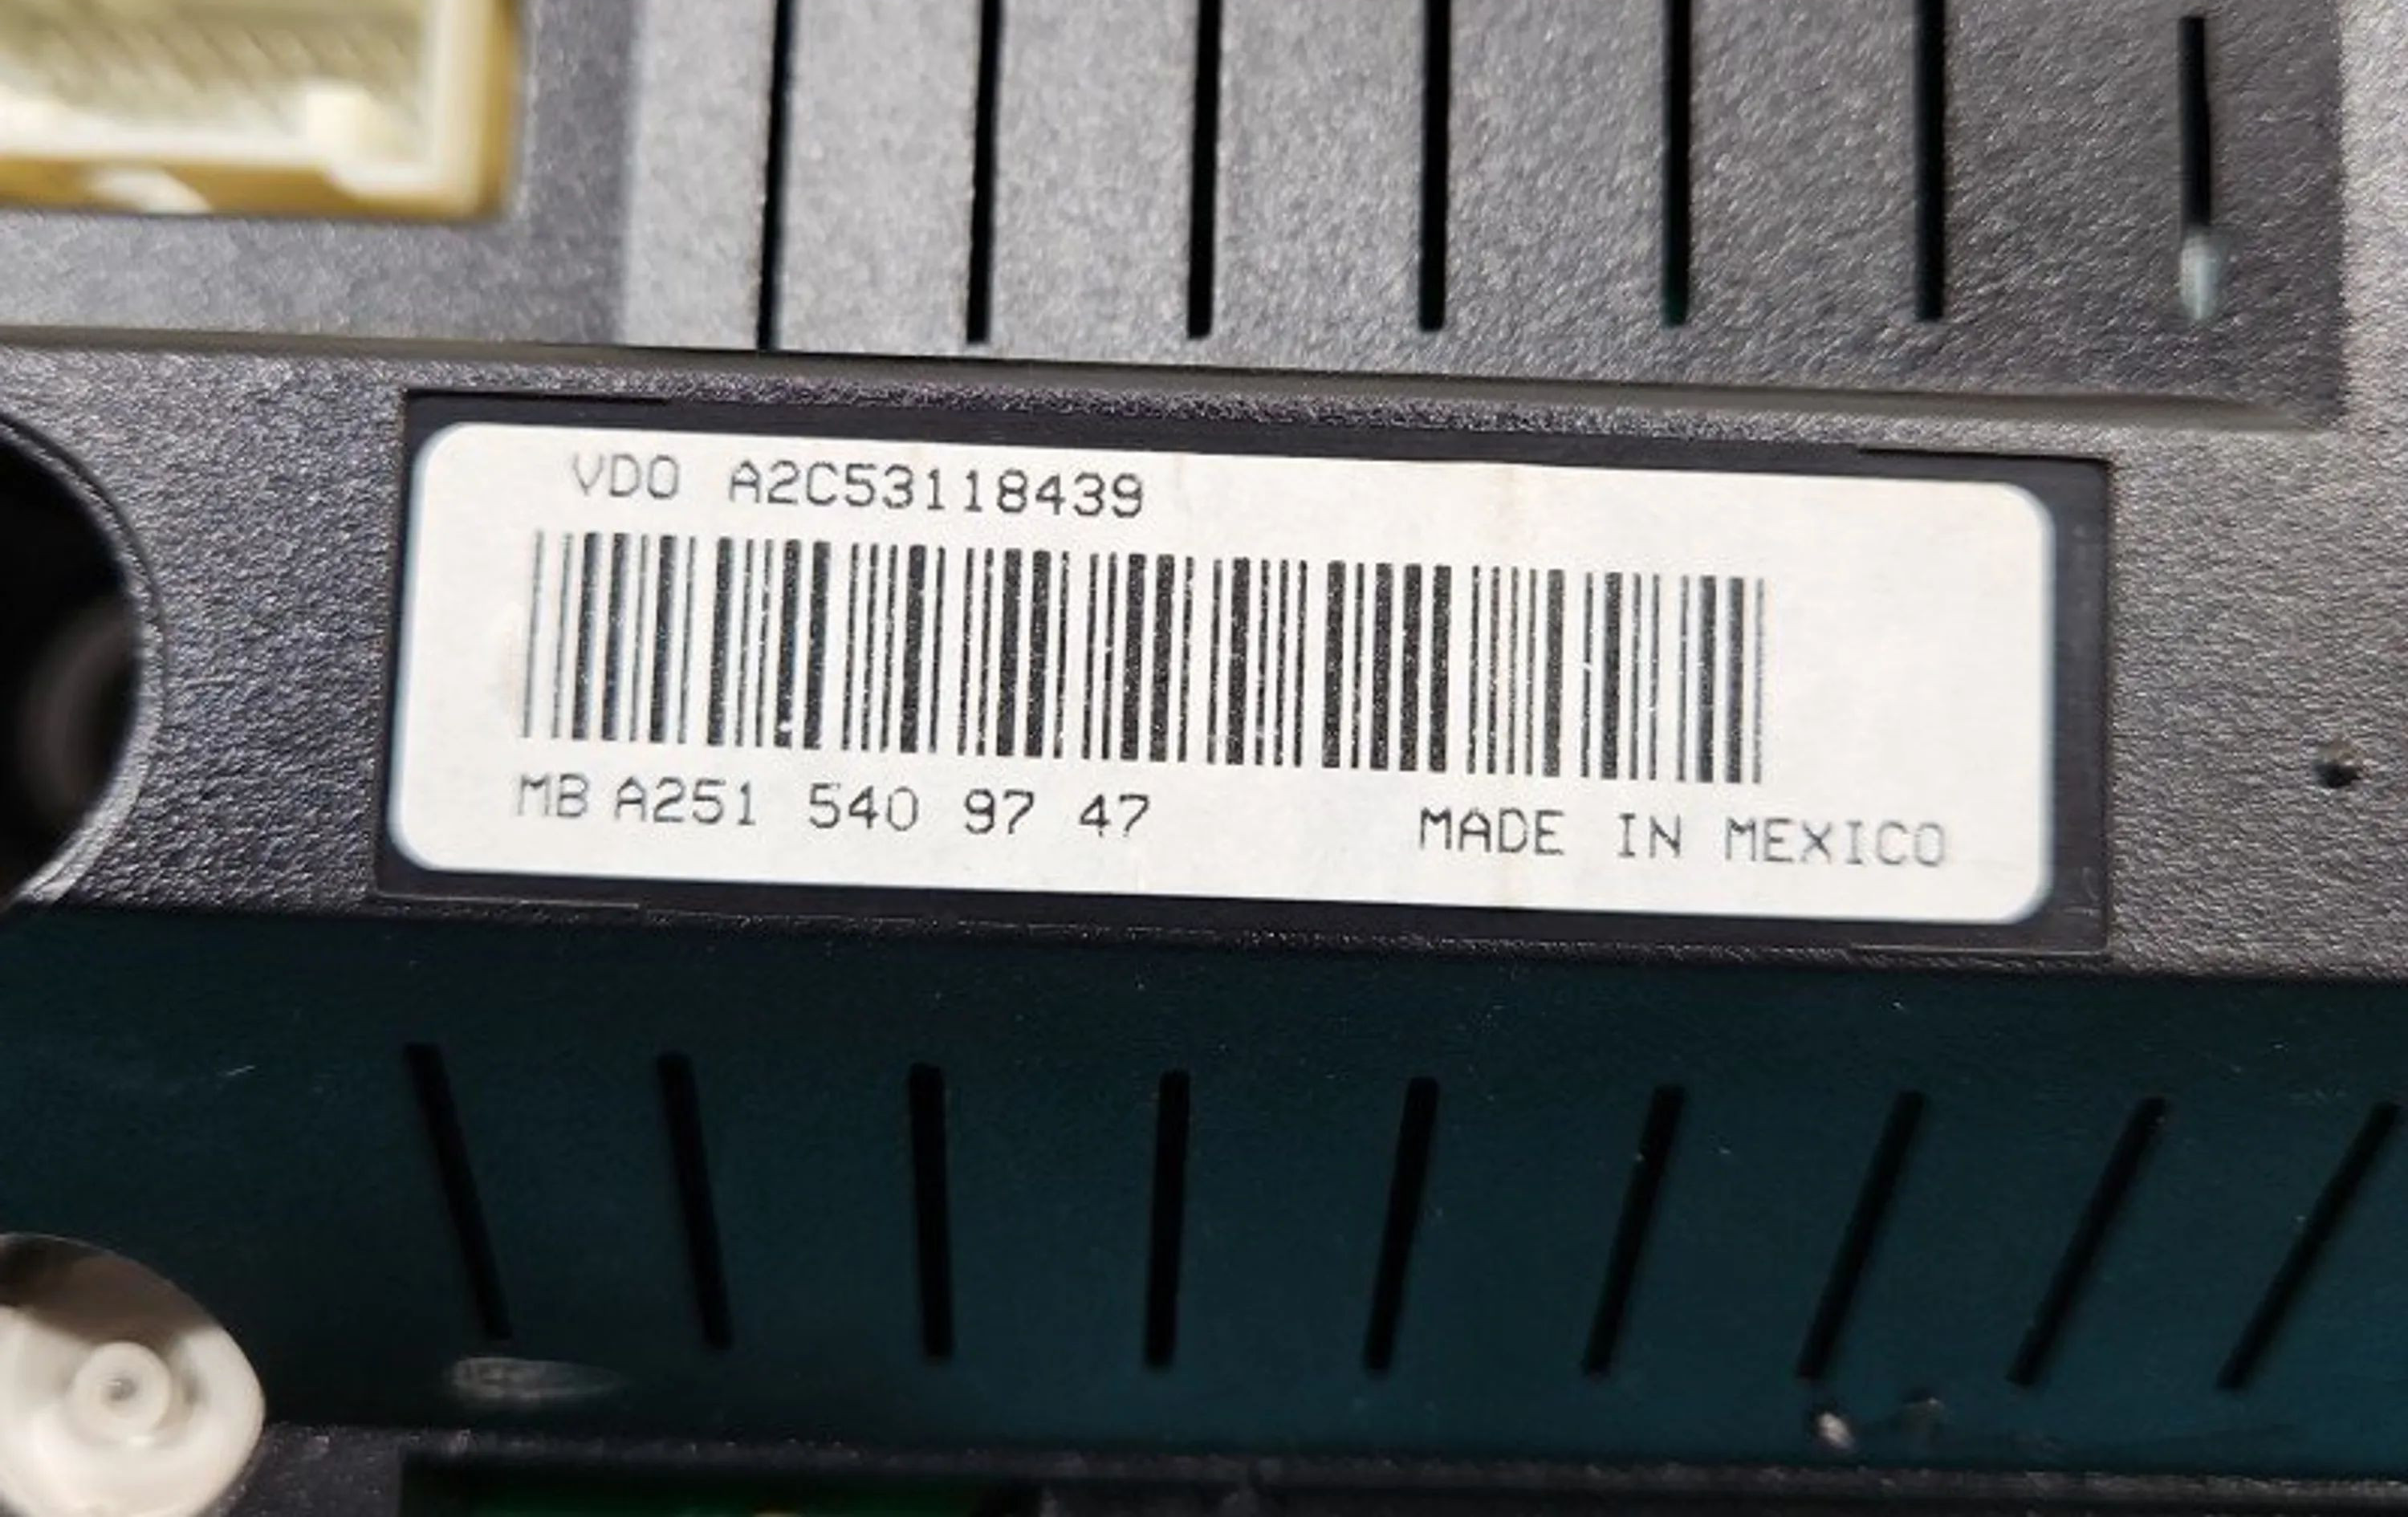 VDO A2C53118439
MB A251 540 97 47 MADE IN MEXICO